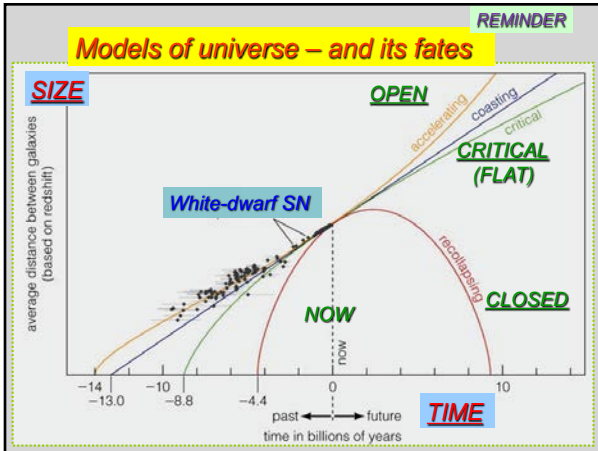 REMINDER
Models of universe – and its fates
SIZE
OPEN
accelerating
coasting
critical
CRITICAL
(FLAT)
White-dwarf SN
average distance between galaxies
(based on redshift)
recollapsing
CLOSED
NOW
now
−14
−13.0
−10
−8.8
−4.4
0
10
past
future
TIME
time in billions of years